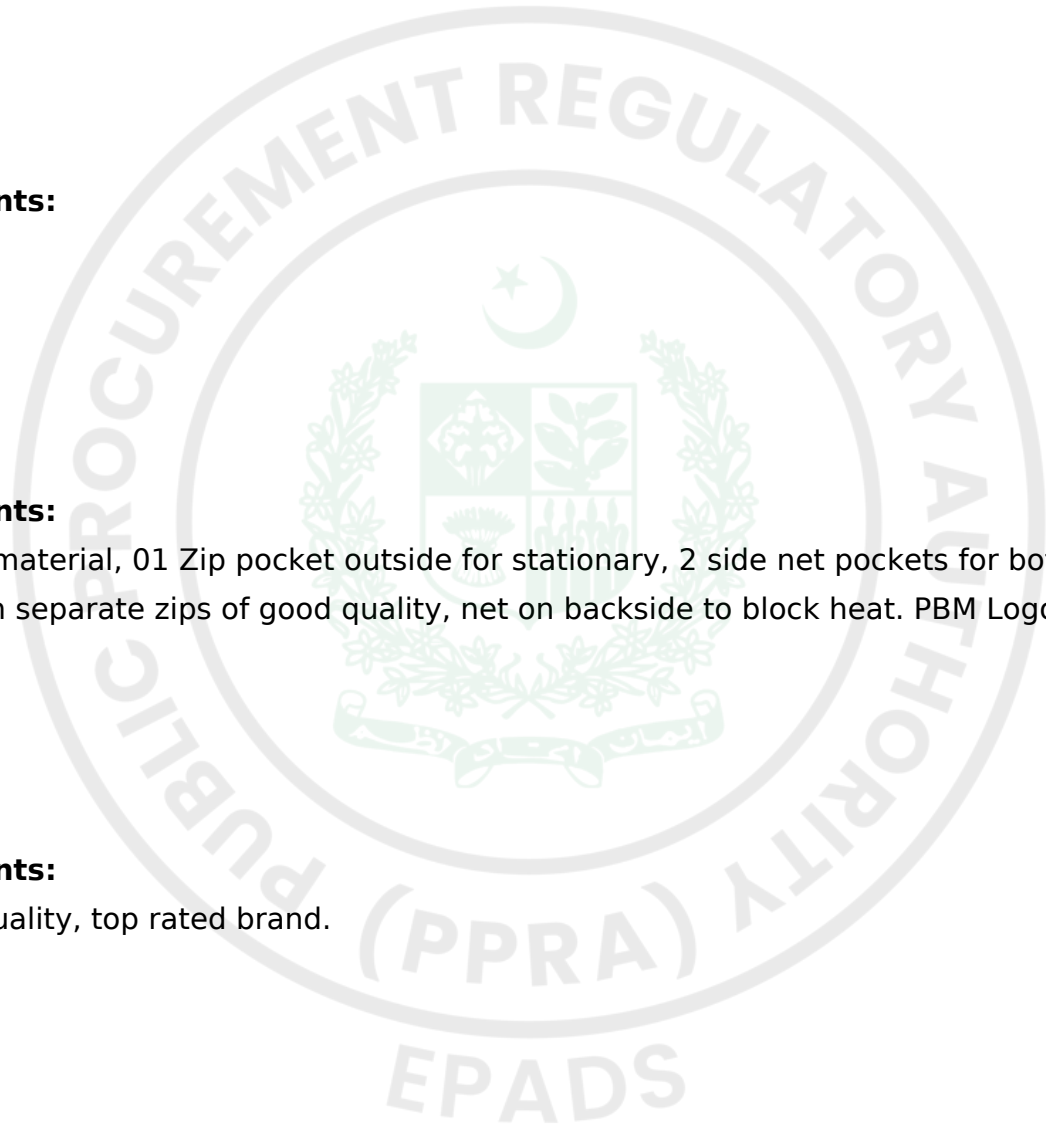 PUBLIC PROCUREMENT REGULATORY AUTHORITY
nts:
nts:
material, 01 Zip pocket outside for stationary, 2 side net pockets for bo
separate zips of good quality, net on backside to block heat. PBM Logo
nts:
uality, top rated brand.
(PPRA)
EPADS